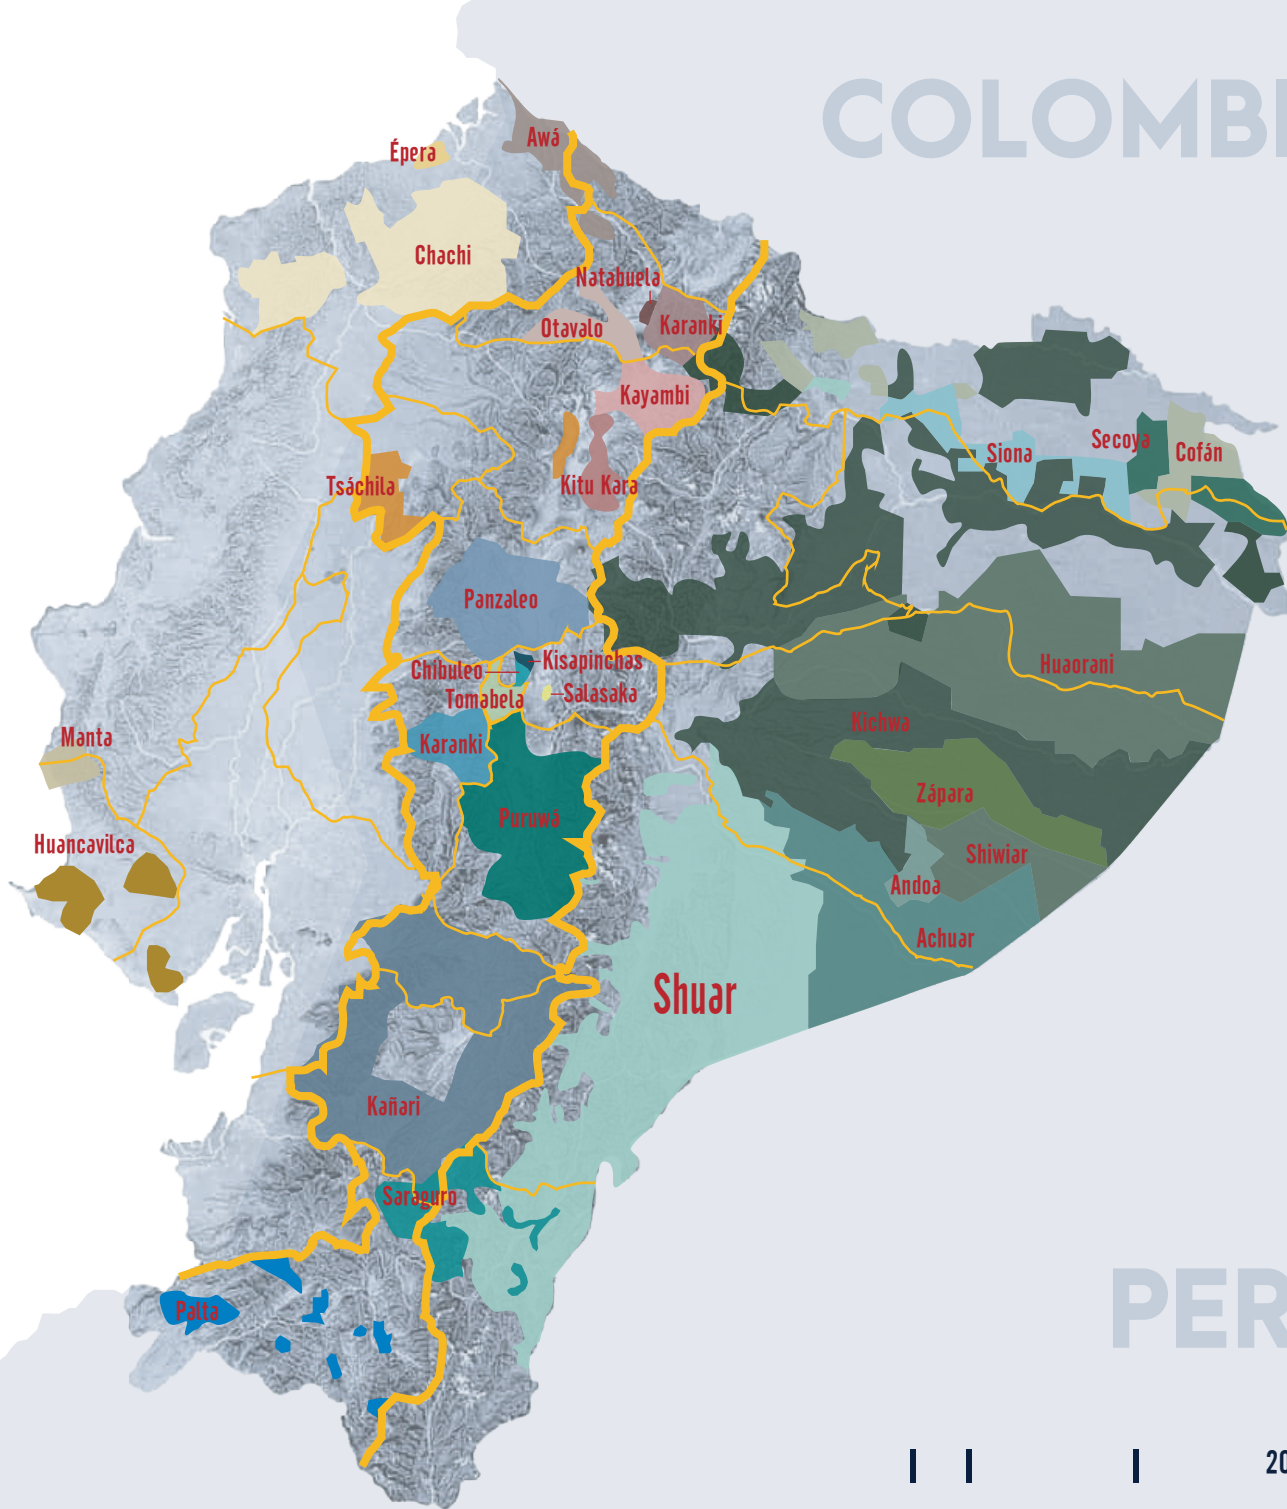 COLOMBI
Awá
Épera
Chachi
Natabuela
Otavalo
Karanki
Kayambi
Secoya
Siona
Cofán
Tsáchila
Kitu Kara
Panzaleo
Kisapinchas
Chibuleo
Huaorani
Salasaka
Tomabela
Kichwa
Manta
Karanki
Zápara
Puruwá
Huancavilca
Shiwiar
Andoa
Achuar
Shuar
Kañari
Saraguro
Palta
PER
20